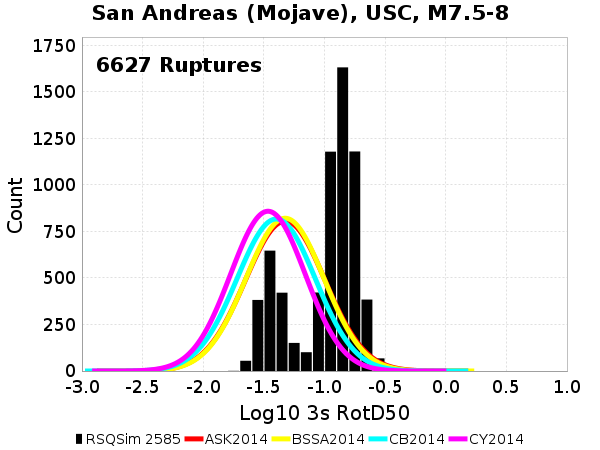 San Andreas (Mojave), USC, M7.5-8
6627 Ruptures
1750
1500
1250
1000
750
500
250
0
Count
-3.0 -2.5 -2.0 -1.5 -1.0 -0.5 0.0 0.5 1.0
Log10 3s RotD50
RSQSim 2585 ASK2014 BSSA2014 CB2014 CY2014